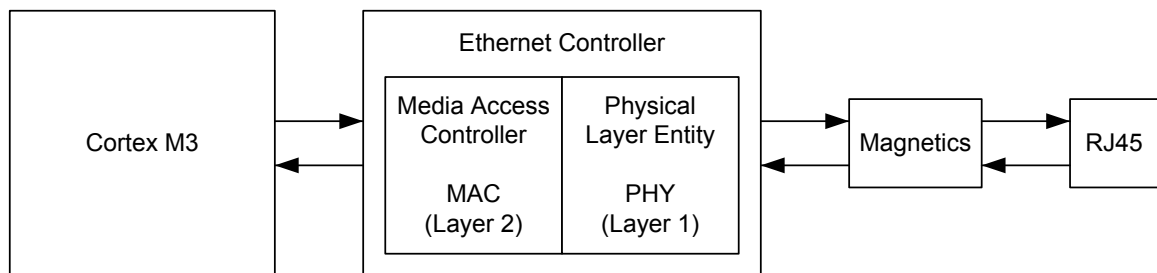 Ethernet Controller
Cortex M3
Media Access
Controller
MAC
(Layer 2)
Physical
Layer Entity
PHY
(Layer 1)
Magnetics
RJ45